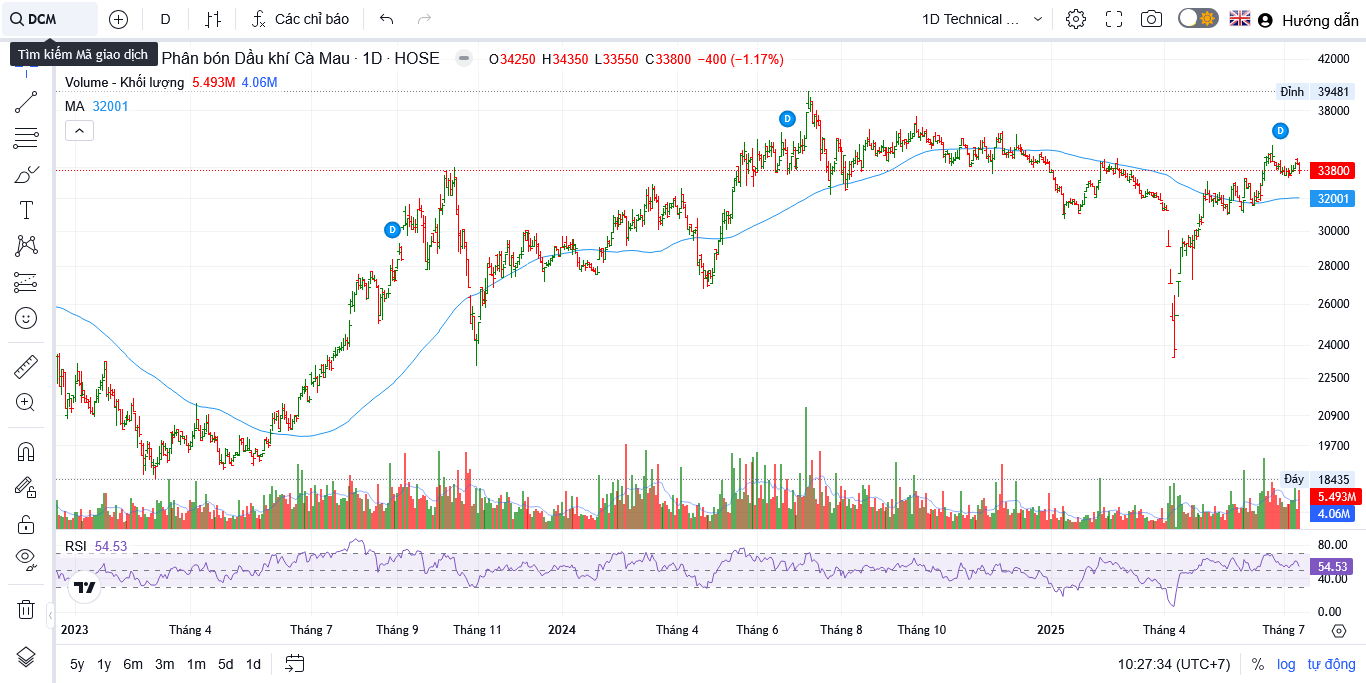 DCM
D
Các chỉ báo
1D Technical ...
Hướng dẫn
Tìm kiếm Mã giao dịch
Phân bón Dầu khí Cà Mau · 1D · HOSE
O34250 H34350 L33550 C33800 −400 (−1.17%)
Volume - Khối lượng 5.493M 4.06M
MA 32001
42000
Đỉnh 39481
38000
D
D
D
33800
32001
30000
28000
26000
24000
22500
20900
19700
Đáy 18435
5.493M
4.06M
RSI 54.53
80.00
54.53
40.00
0.00
2023 Tháng 4 Tháng 7 Tháng 9 Tháng 11 2024 Tháng 4 Tháng 6 Tháng 8 Tháng 10 2025 Tháng 4 Tháng 7
5y 1y 6m 3m 1m 5d 1d
10:27:34 (UTC+7) % log tự động